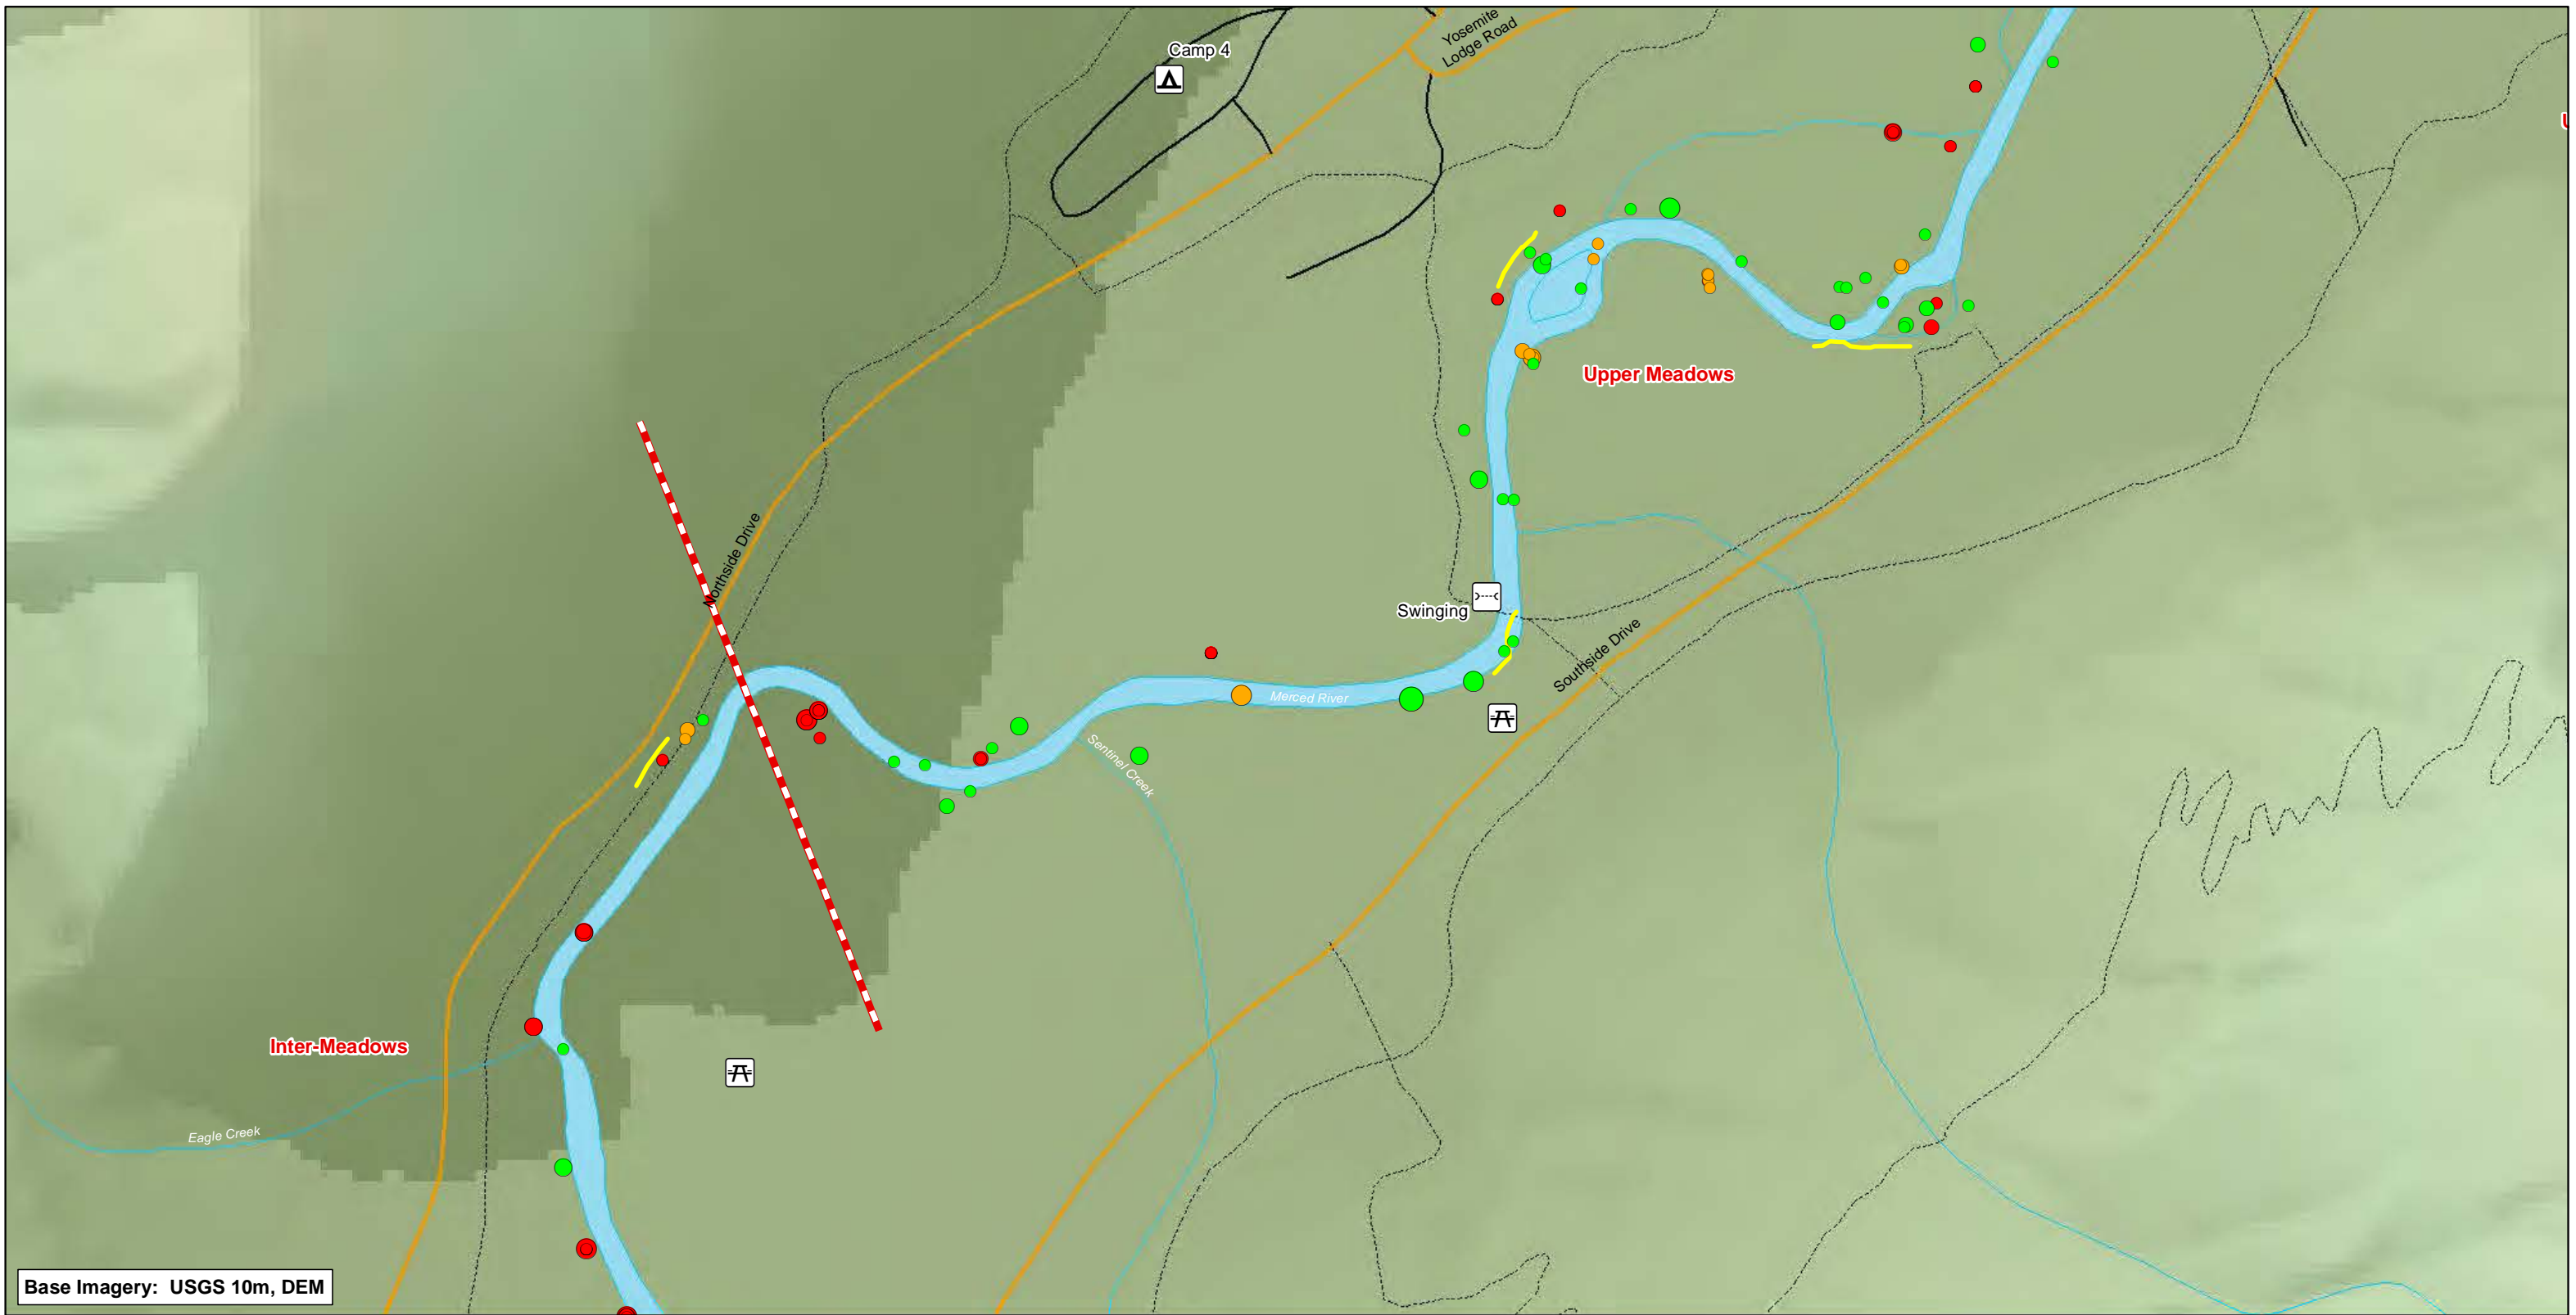 Camp 4
Yosemite
Lodge Road
Upper Meadows
Northside Drive
Swinging
Southside Drive
Merced River
Sentinel Creek
Inter-Meadows
Eagle Creek
Base Imagery: USGS 10m, DEM